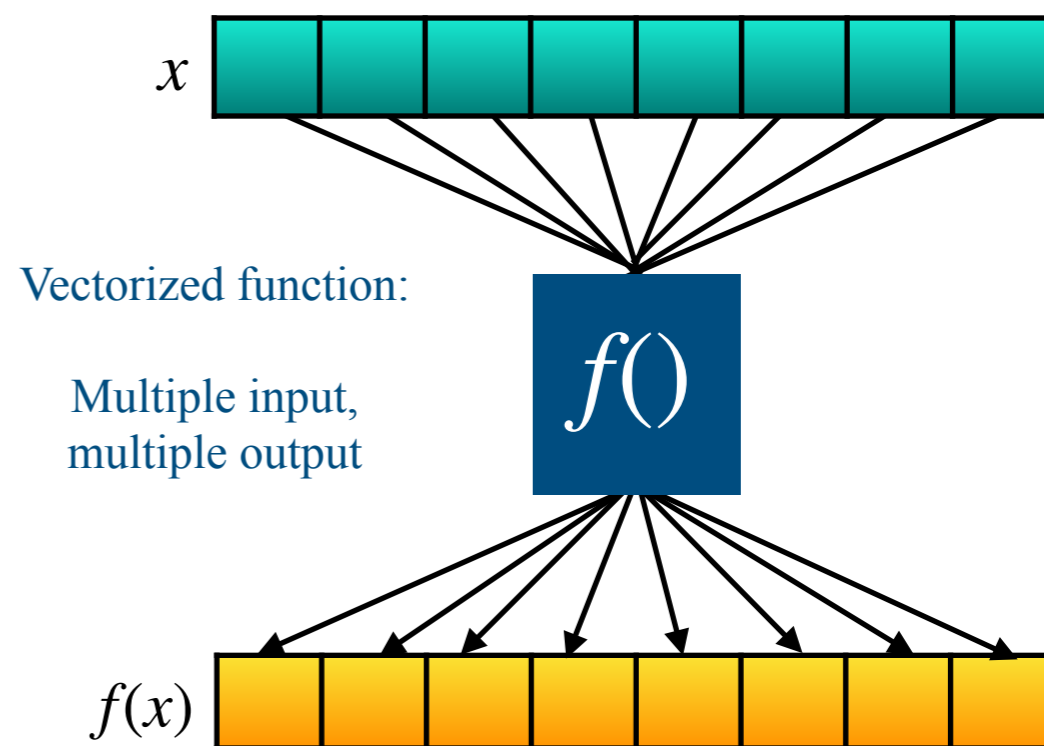 x
Vectorized function:
f()
Multiple input,
multiple output
f(x)